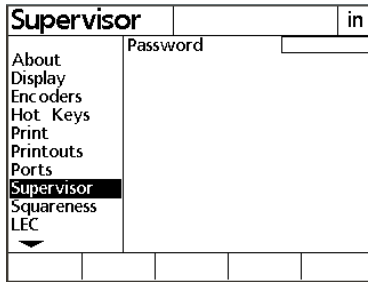 Supervisor in
Password
About
Display
Encoders
Hot Keys
Print
Printouts
Ports
Supervisor
Squareness
LEC